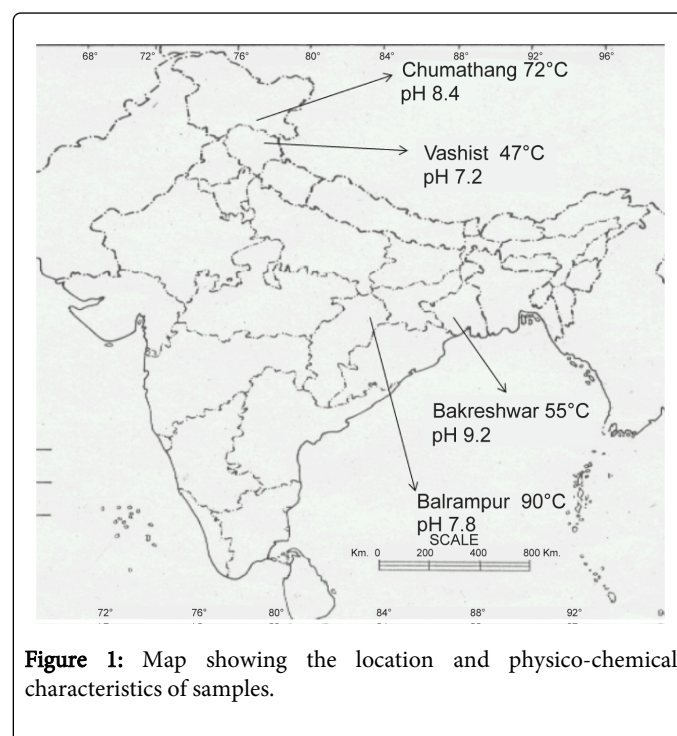 68° 72° 76° 80° 84° 88° 92° 96°
Chumathang 72°C
pH 8.4
Vashist 47°C
pH 7.2
Bakreshwar 55°C
pH 9.2
Balrampur 90°C
pH 7.8
SCALE
Km. 0 200 400 800 Km.
72° 76° 80° 84° 88° 92°
Figure 1: Map showing the location and physico-chemical
characteristics of samples.